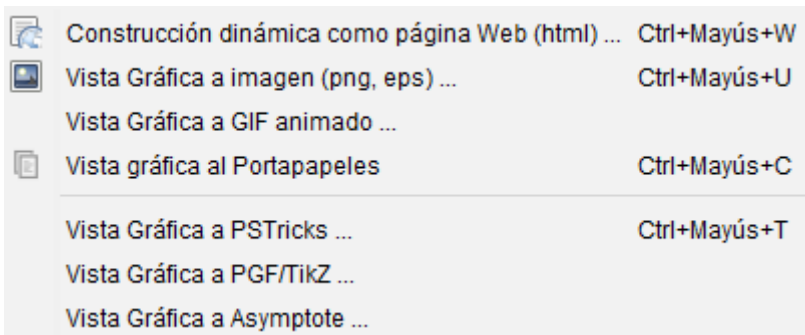 Construcción dinámica como página Web (html) ... Ctrl+Mayús+W
Vista Gráfica a imagen (png, eps) ... Ctrl+Mayús+U
Vista Gráfica a GIF animado ...
Vista gráfica al Portapapeles Ctrl+Mayús+C
Vista Gráfica a PSTricks ... Ctrl+Mayús+T
Vista Gráfica a PGF/TikZ ...
Vista Gráfica a Asymptote ...